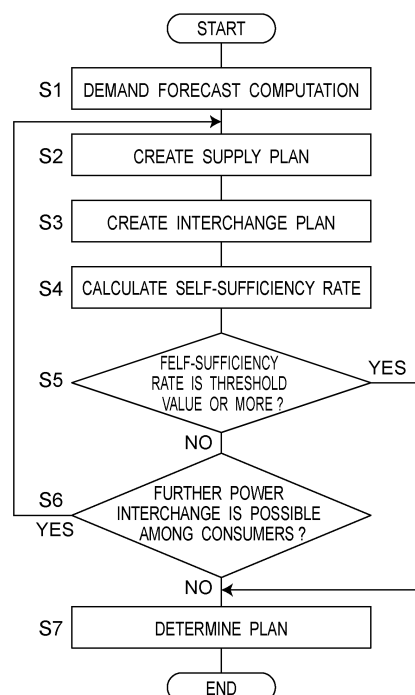 START
S1 DEMAND FORECAST COMPUTATION
S2 CREATE SUPPLY PLAN
S3 CREATE INTERCHANGE PLAN
S4 CALCULATE SELF-SUFFICIENCY RATE
S5
FELF-SUFFICIENCY
RATE IS THRESHOLD
VALUE OR MORE?
YES
NO
S6
YES
FURTHER POWER
INTERCHANGE IS POSSIBLE
AMONG CONSUMERS?
NO
S7 DETERMINE PLAN
END